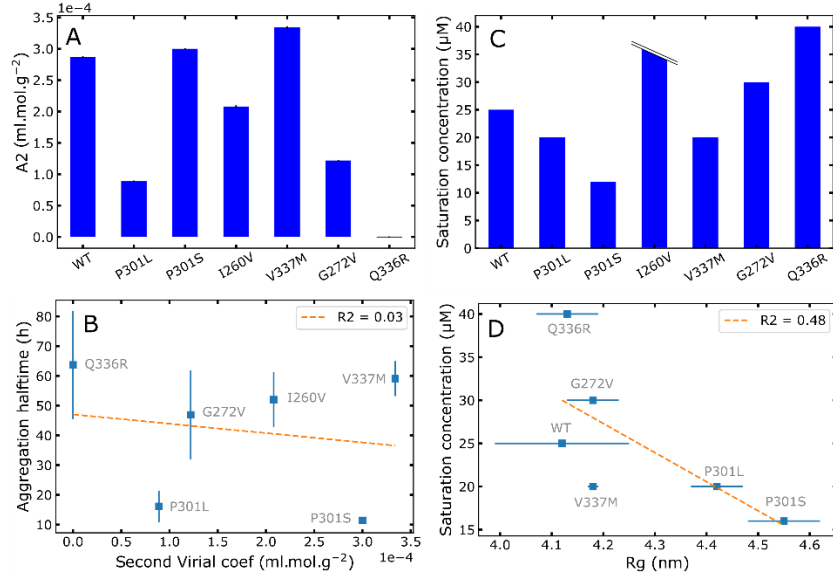 1e−4
A
A2 (ml.mol.g⁻²)
3.5
3.0
2.5
2.0
1.5
1.0
0.5
0.0
WT
P301L
P301S
I260V
V337M
G272V
Q336R
C
Saturation concentration (µM)
40
35
30
25
20
15
10
5
0
WT
P301L
P301S
I260V
V337M
G272V
Q336R
B
R2 = 0.03
Aggregation halftime (h)
80
70
60
50
40
30
20
10
Q336R
V337M
I260V
G272V
P301L
P301S
0.0
0.5
1.0
1.5
2.0
2.5
3.0
3.5
1e−4
Second Virial coef (ml.mol.g⁻²)
D
R2 = 0.48
Saturation concentration (µM)
40
35
30
25
20
15
Q336R
G272V
WT
V337M
P301L
P301S
4.0
4.1
4.2
4.3
4.4
4.5
4.6
Rg (nm)